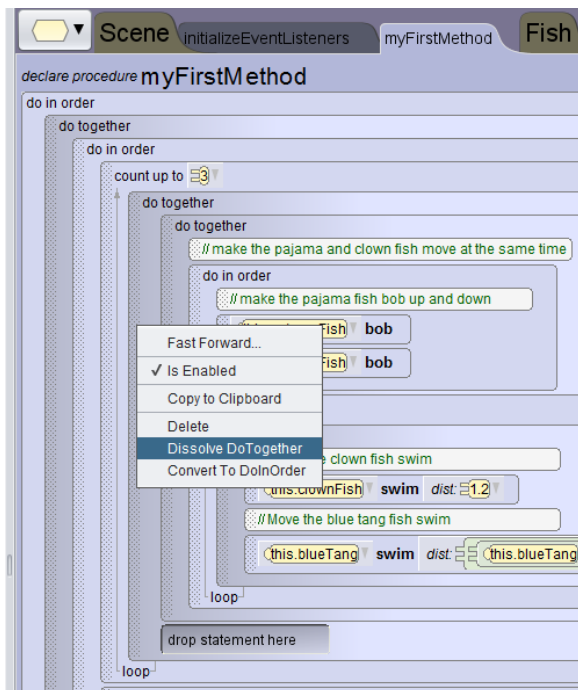 Scene initializeEventListeners myFirstMethod Fish
declare procedure myFirstMethod
do in order
do together
do in order
count up to 3
do together
do together
// make the pajama and clown fish move at the same time
do in order
// make the pajama fish bob up and down
Fish bob
Fish bob
Fast Forward...
✓ Is Enabled
Copy to Clipboard
Delete
Dissolve DoTogether
Convert To DoInOrder
clown fish swim
this.clownFish swim dist: 1.2
// Move the blue tang fish swim
this.blueTang swim dist: this.blueTang
loop
drop statement here
loop